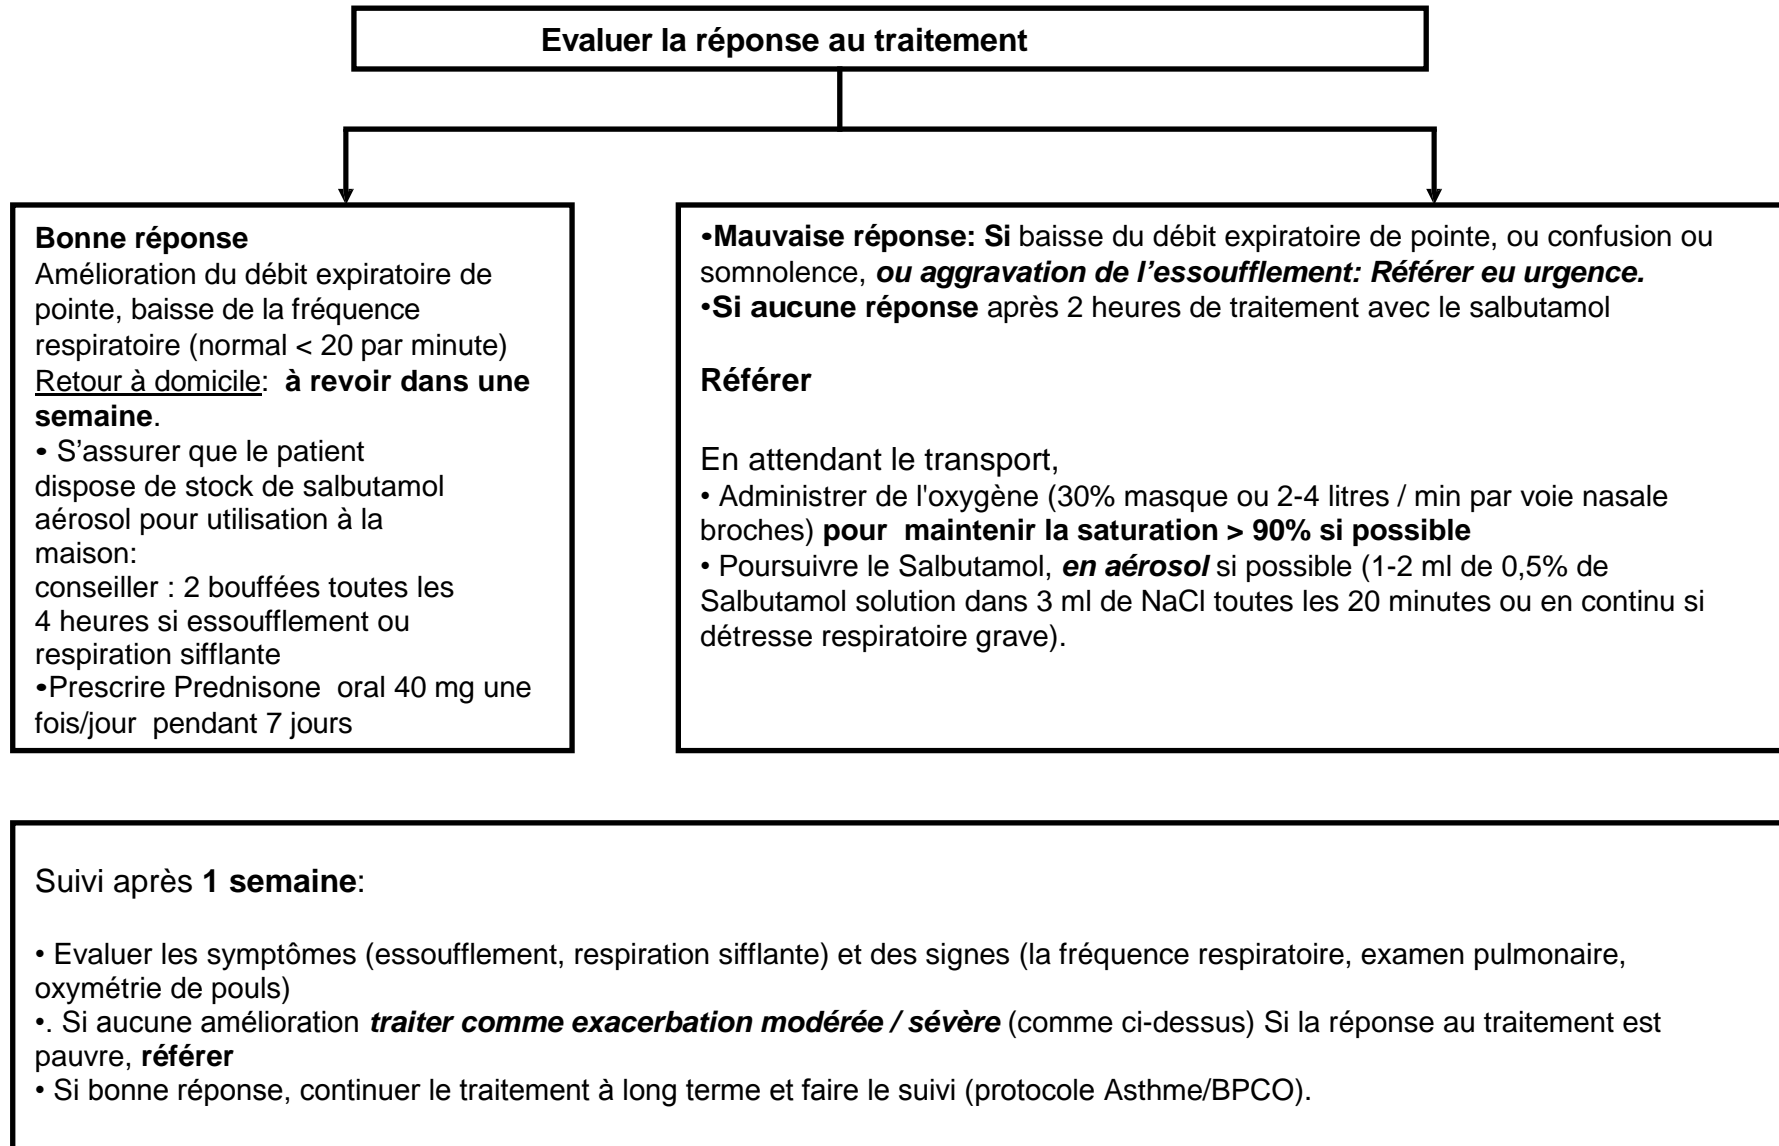 Evaluer la réponse au traitement
Bonne réponse
Amélioration du débit expiratoire de
pointe, baisse de la fréquence
respiratoire (normal < 20 par minute)
Retour à domicile:  à revoir dans une
semaine.
• S’assurer que le patient
dispose de stock de salbutamol
aérosol pour utilisation à la
maison:
conseiller : 2 bouffées toutes les
4 heures si essoufflement ou
respiration sifflante
•Prescrire Prednisone  oral 40 mg une
fois/jour  pendant 7 jours
•Mauvaise réponse: Si baisse du débit expiratoire de pointe, ou confusion ou
somnolence, ou aggravation de l’essoufflement: Référer eu urgence.
•Si aucune réponse après 2 heures de traitement avec le salbutamol
Référer
En attendant le transport,
• Administrer de l'oxygène (30% masque ou 2-4 litres / min par voie nasale
broches) pour  maintenir la saturation > 90% si possible
• Poursuivre le Salbutamol, en aérosol si possible (1-2 ml de 0,5% de
Salbutamol solution dans 3 ml de NaCl toutes les 20 minutes ou en continu si
détresse respiratoire grave).
Suivi après 1 semaine:
• Evaluer les symptômes (essoufflement, respiration sifflante) et des signes (la fréquence respiratoire, examen pulmonaire,
oxymétrie de pouls)
•. Si aucune amélioration traiter comme exacerbation modérée / sévère (comme ci-dessus) Si la réponse au traitement est
pauvre, référer
• Si bonne réponse, continuer le traitement à long terme et faire le suivi (protocole Asthme/BPCO).